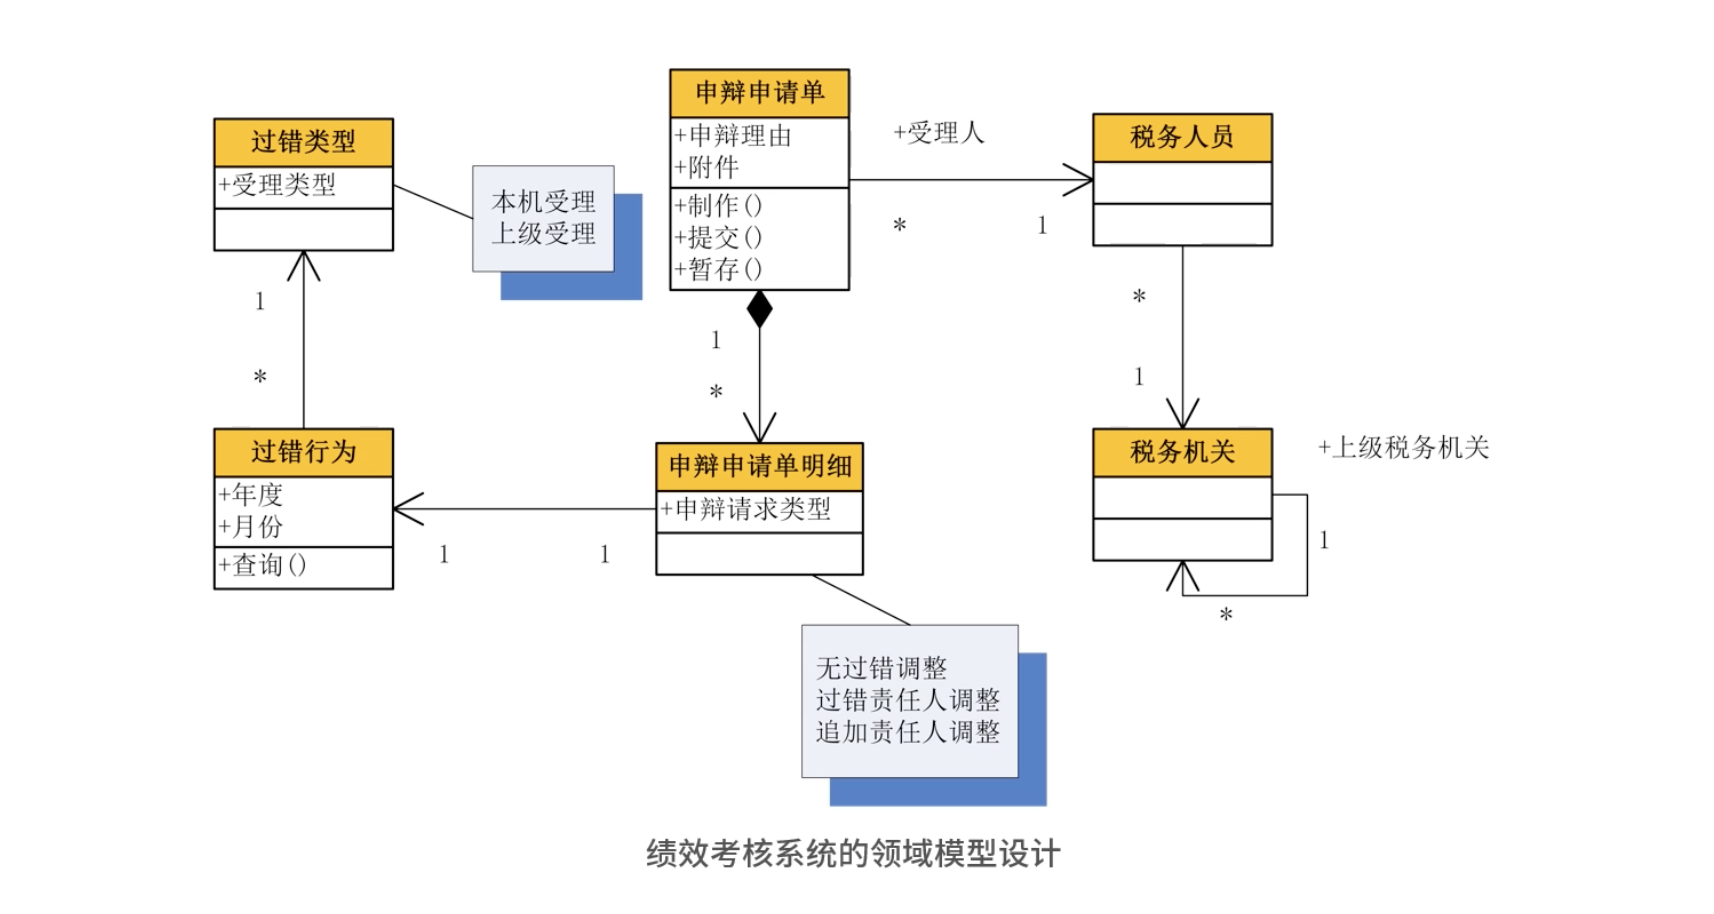 过错类型
+受理类型
本机受理
上级受理
申辩申请单
+申辩理由
+附件
+制作()
+提交()
+暂存()
+受理人
*
1
税务人员
1
*
1
*
*
1
过错行为
+年度
+月份
+查询()
1
1
申辩申请单明细
+申辩请求类型
税务机关
+上级税务机关
1
*
无过错调整
过错责任人调整
追加责任人调整
绩效考核系统的领域模型设计